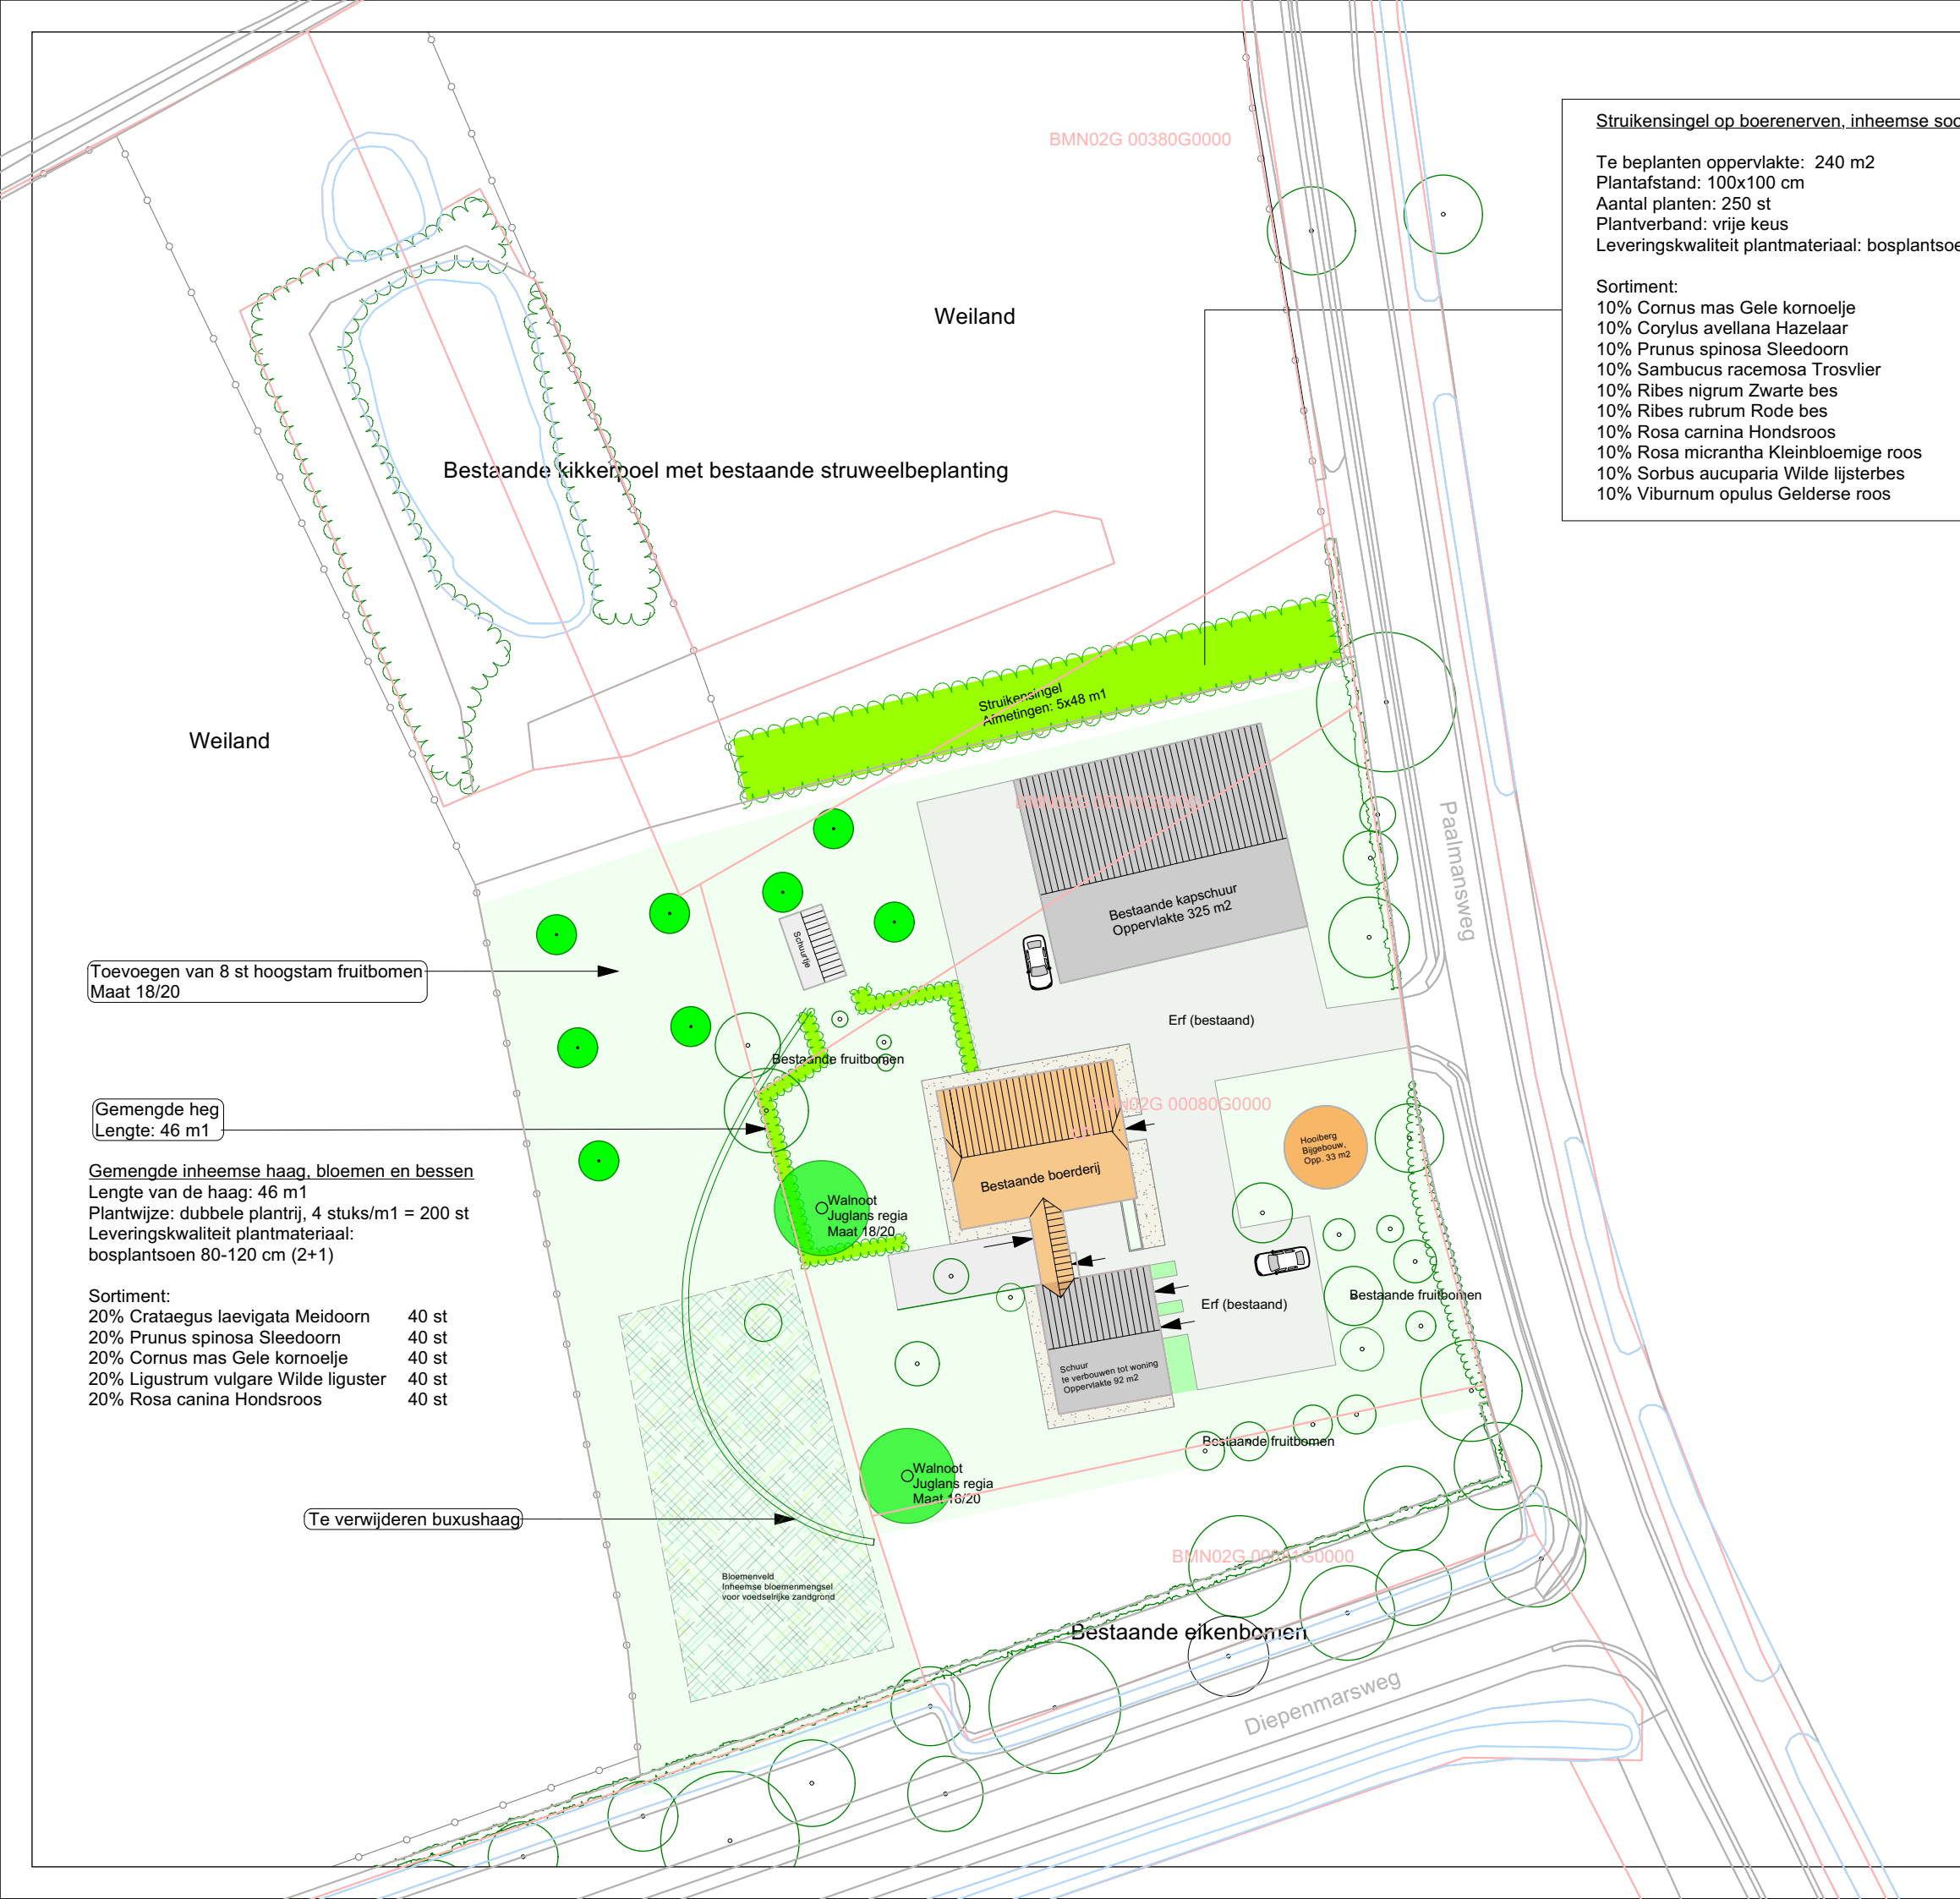 BMN02G 00380G0000
Struikensingel op boerenerven, inheemse
Te beplanten oppervlakte: 240 m2
Plantafstand: 100x100 cm
Aantal planten: 250 st
Plantverband: vrije keus
Leveringskwaliteit plantmateriaal: bosplantsoe
Sortiment:
10% Cornus mas Gele kornoelje
10% Corylus avellana Hazelaar
10% Prunus spinosa Sleedoorn
10% Sambucus racemosa Trosvlier
10% Ribes nigrum Zwarte bes
10% Ribes rubrum Rode bes
10% Rosa carnina Hondsroos
10% Rosa micrantha Kleinbloemige roos
10% Sorbus aucuparia Wilde lijsterbes
10% Viburnum opulus Gelderse roos
Weiland
Bestaande kikkerpoel met bestaande struweelbeplanting
Weiland
Struikensingel
Afmetingen: 5x48 m1
Paalmansweg
Bestaande kapschuur
Oppervlakte 325 m2
Schuurtje
Toevoegen van 8 st hoogstam fruitbomen
Maat 18/20
Erf (bestaand)
Bestaande fruitbomen
BMN02G 00080G0000
Gemengde heg
Lengte: 46 m1
Hooiberg
Bijgebouw,
Opp. 33 m2
Bestaande boerderij
Gemengde inheemse haag, bloemen en bessen
Lengte van de haag: 46 m1
Plantwijze: dubbele plantrij, 4 stuks/m1 = 200 st
Leveringskwaliteit plantmateriaal:
bosplantsoen 80-120 cm (2+1)
Sortiment:
20% Crataegus laevigata Meidoorn 40 st
20% Prunus spinosa Sleedoorn 40 st
20% Cornus mas Gele kornoelje 40 st
20% Ligustrum vulgare Wilde liguster 40 st
20% Rosa canina Hondsroos 40 st
Walnoot
Juglans regia
Maat 18/20
Bestaande fruitbomen
Erf (bestaand)
Schuur
te verbouwen tot woning
Oppervlakte 92 m2
Bestaande fruitbomen
Walnoot
Juglans regia
Maat 18/20
Te verwijderen buxushaag
BMN02G 00081G0000
Bloemenveld
Inheemse bloemenmengsel
voor voedselrijke zandgrond
Bestaande eikenbomen
Diepenmarsweg